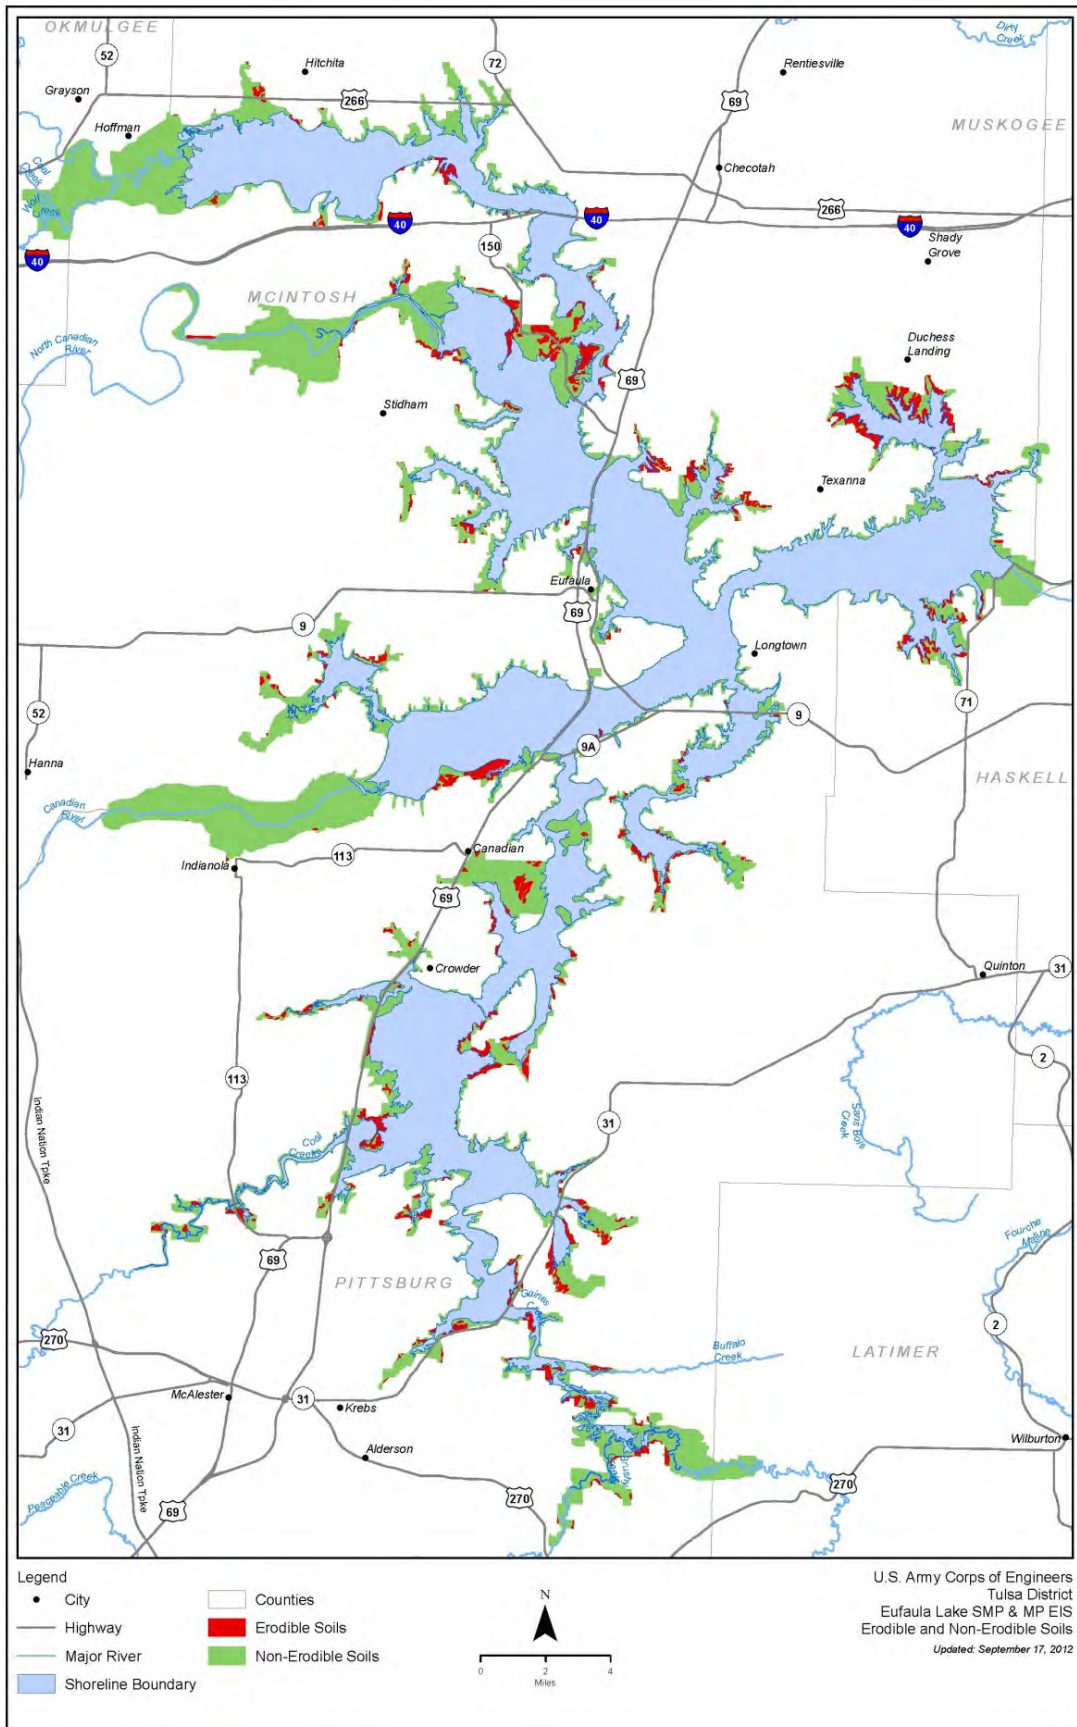 OKMULGEE
Dirty
Creek
52
Hitchita
72
Rentiesville
Grayson
266
69
Hoffman
MUSKOGEE
Coal
Creek
Checotah
Wolf
Creek
266
40
40
40
150
Shady
Grove
40
MCINTOSH
North Canadian
River
Duchess
Landing
69
Stidham
Texanna
Eufaula
69
9
Longtown
52
71
9
9A
Hanna
HASKELL
Canadian
River
Canadian
113
Indianola
69
Crowder
Quinton
31
2
113
31
Sans Bois
Creek
Indian Nation Tpke
Coal
Creek
Fourche
Maline
69
PITTSBURG
Gaines
2
270
Buffalo
Creek
LATIMER
McAlester
31
Krebs
31
Wilburton
Alderson
Indian Nation Tpke
Brushy
Creek
Peaceable Creek
270
270
69
Legend
City
Highway
Major River
Shoreline Boundary
Counties
Erodible Soils
Non-Erodible Soils
N
0 2 4
Miles
U.S. Army Corps of Engineers
Tulsa District
Eufaula Lake SMP & MP EIS
Erodible and Non-Erodible Soils
Updated: September 17, 2012